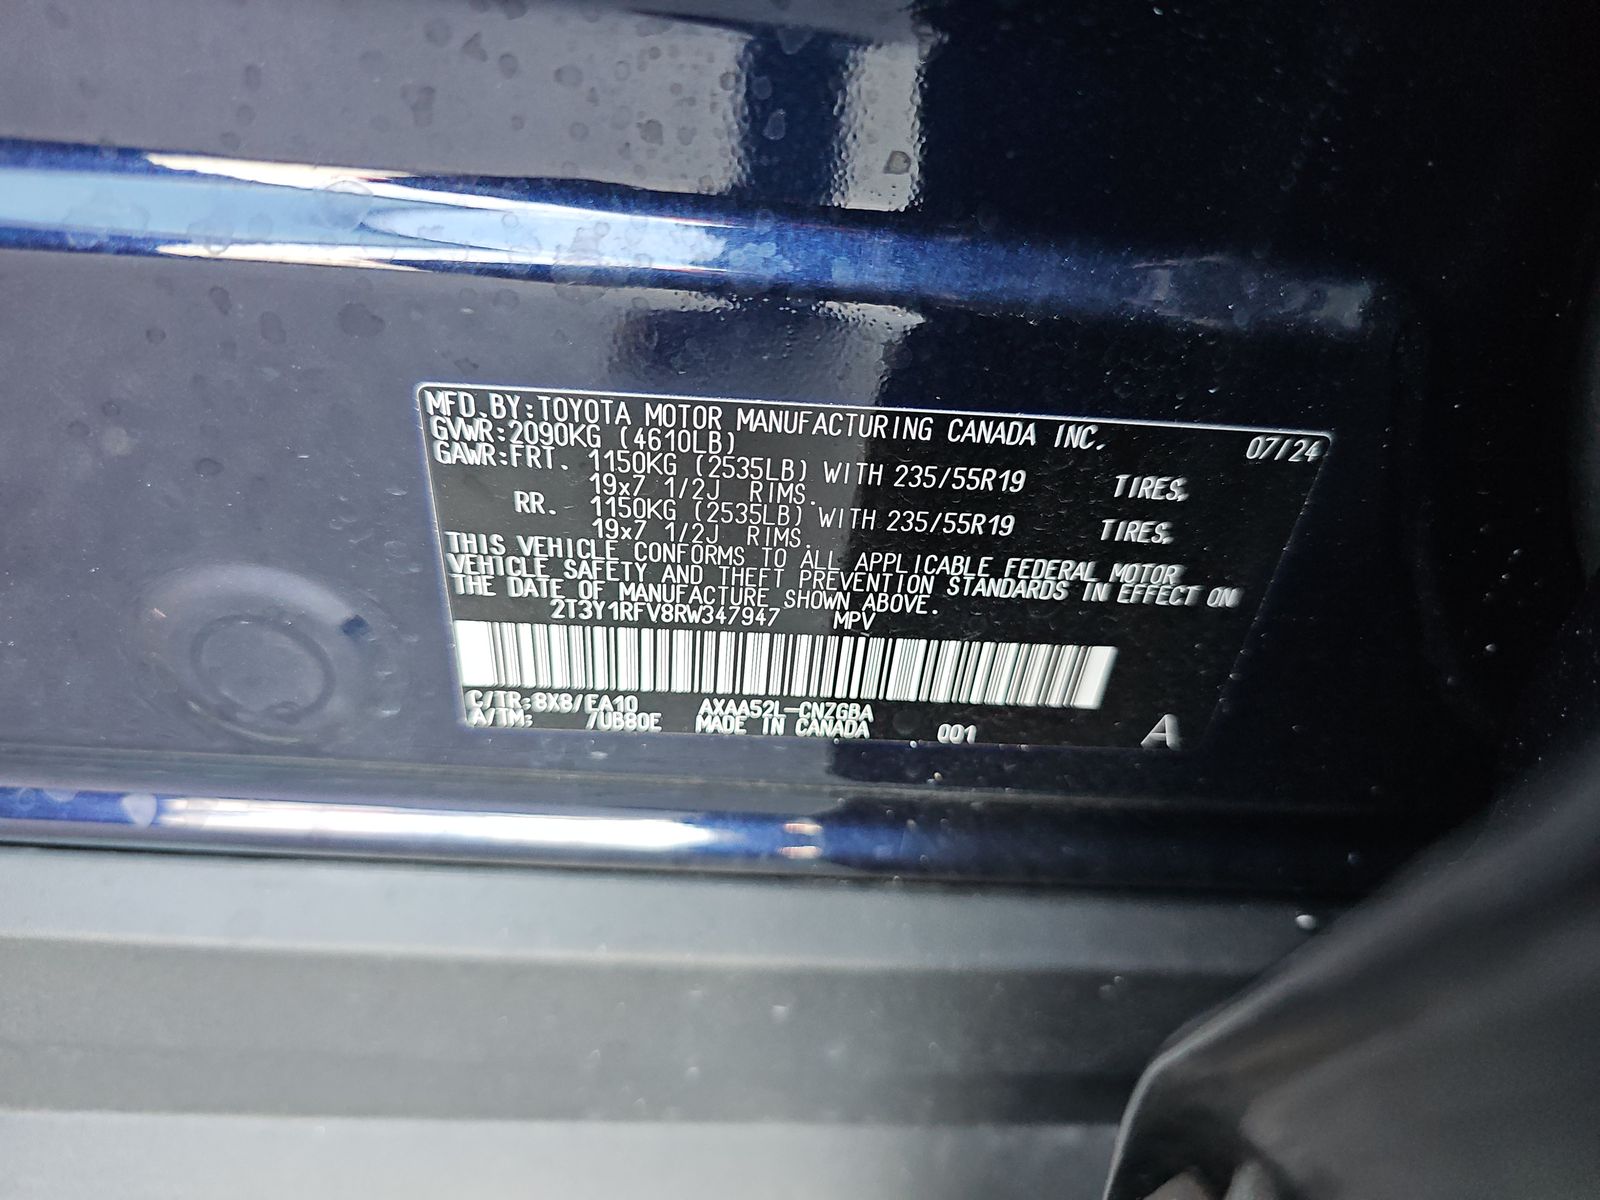 MFD.BY:TOYOTA MOTOR MANUFACTURING CANADA INC. 07/24
GVWR:2090KG (4610LB)
GAWR:FRT. 1150KG (2535LB) WITH 235/55R19 TIRES,
19x7 1/2J RIMS.
RR. 1150KG (2535LB) WITH 235/55R19 TIRES,
19x7 1/2J RIMS.
THIS VEHICLE CONFORMS TO ALL APPLICABLE FEDERAL MOTOR
VEHICLE SAFETY AND THEFT PREVENTION STANDARDS IN EFFECT ON
THE DATE OF MANUFACTURE SHOWN ABOVE.
2T3Y1RFV8RW347947 MPV
C/TR:8X8/EA10 AXAA52L-CNZGBA
A/TM: /UB80E MADE IN CANADA 001 A